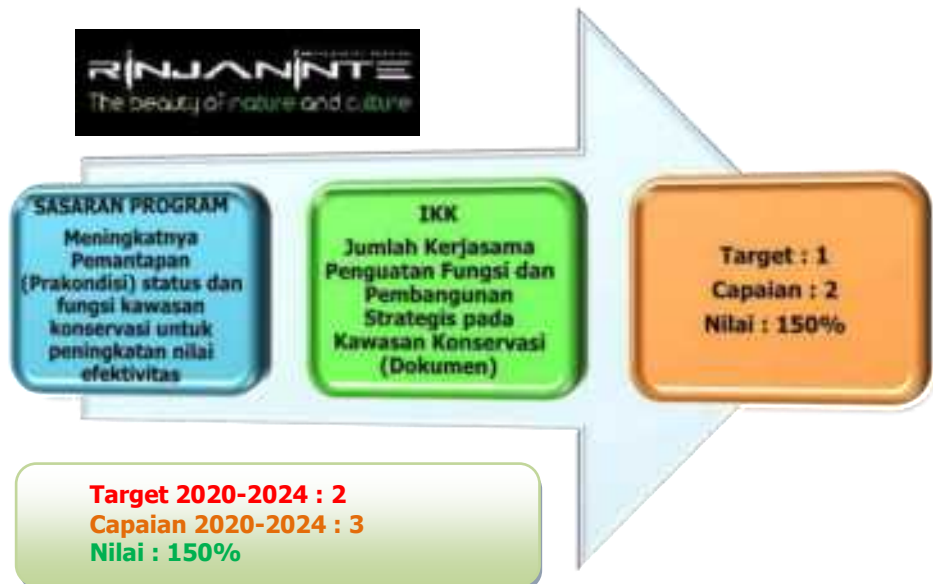 RINJANINTE
The beauty of nature and culture
SASARAN PROGRAM
Meningkatnya
Pemantapan
(Prakondisi) status dan
fungsi kawasan
konservasi untuk
peningkatan nilai
efektivitas
IKK
Jumlah Kerjasama
Penguatan Fungsi dan
Pembangunan
Strategis pada
Kawasan Konservasi
(Dokumen)
Target : 1
Capaian : 2
Nilai : 150%
Target 2020-2024 : 2
Capaian 2020-2024 : 3
Nilai : 150%